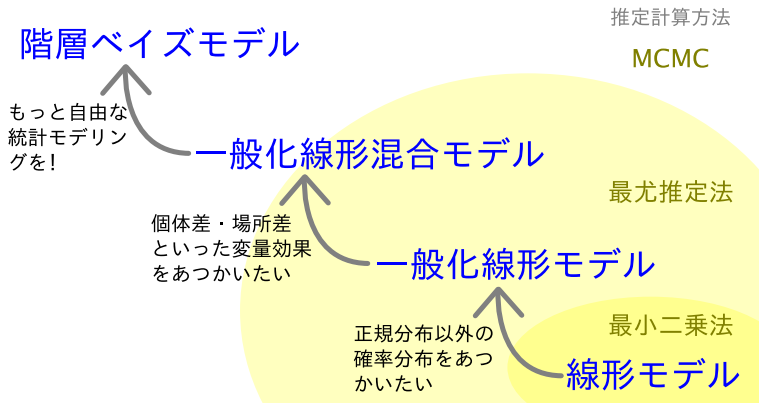 推定計算方法
階層ベイズモデル
MCMC
もっと自由な
統計モデリン
グを!
一般化線形混合モデル
最尤推定法
個体差・場所差
といった変量効果
をあつかいたい
一般化線形モデル
最小二乗法
正規分布以外の
確率分布をあつ
かいたい
線形モデル